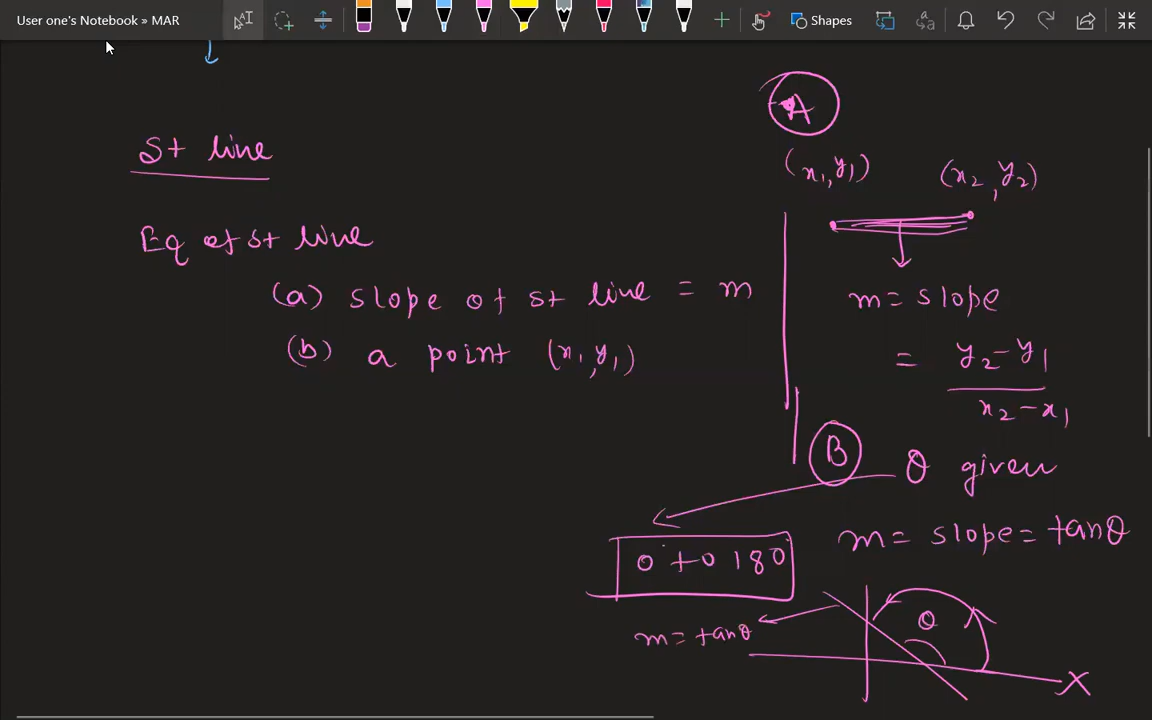 User one's Notebook » MAR
Shapes
St line
Eq of st line
(a) slope of st line = m
(b) a point (x1,y1)
A
(x1,y1) (x2,y2)
m = slope
= y2-y1
x2-x1
B
θ given
m = slope = tanθ
0 to 180
m = tanθ
θ
X